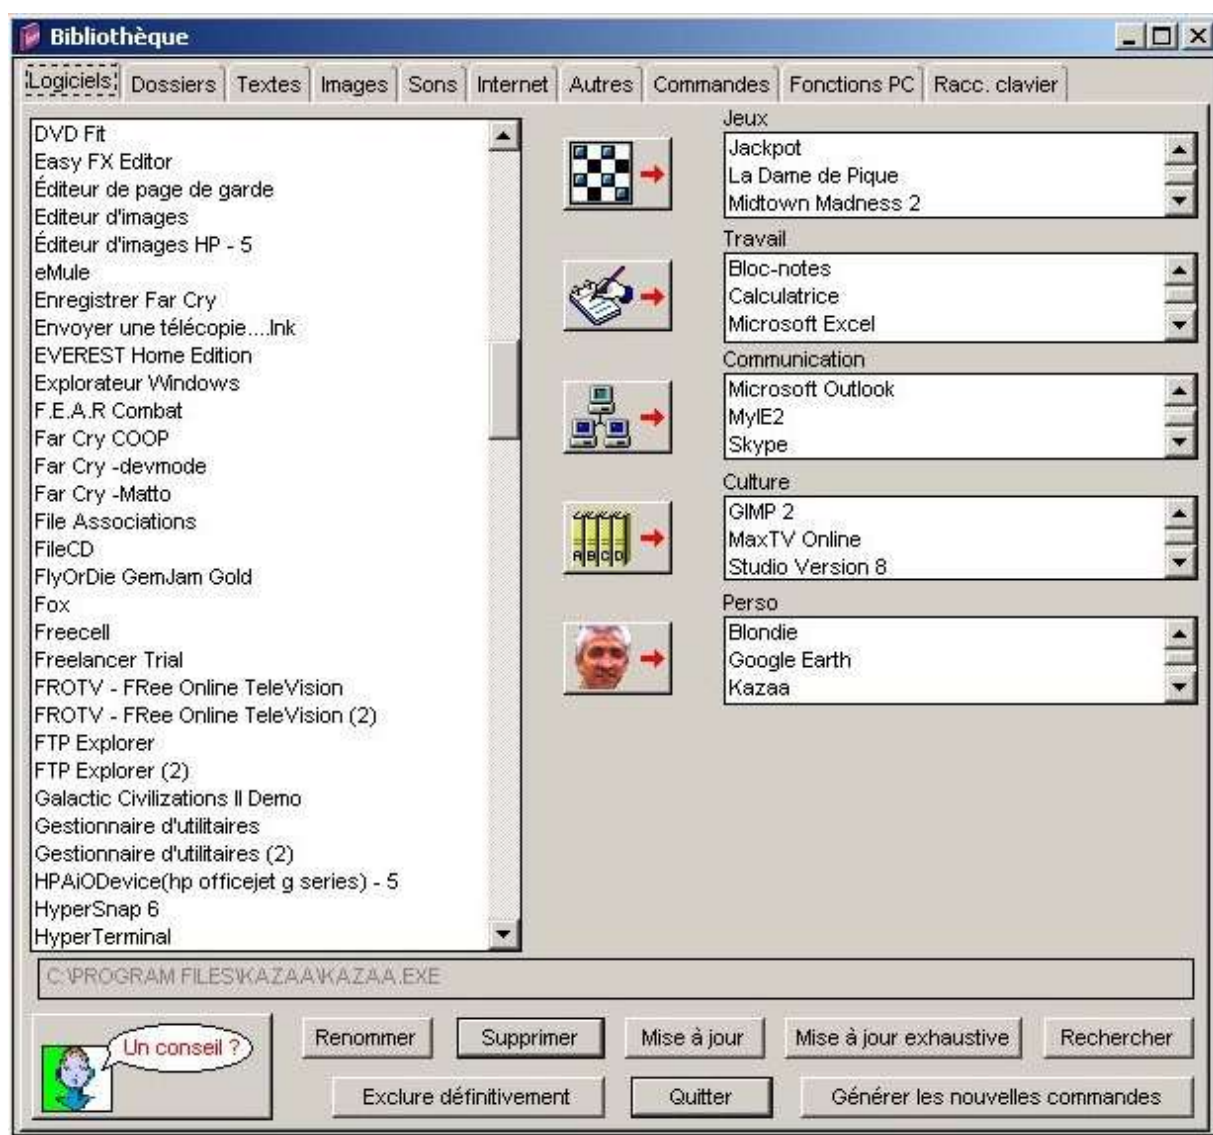 Bibliothèque
Logiciels Dossiers Textes Images Sons Internet Autres Commandes Fonctions PC Racc. clavier
DVD Fit
Easy FX Editor
Éditeur de page de garde
Editeur d'images
Éditeur d'images HP - 5
eMule
Enregistrer Far Cry
Envoyer une télécopie....lnk
EVEREST Home Edition
Explorateur Windows
F.E.A.R Combat
Far Cry COOP
Far Cry -devmode
Far Cry -Matto
File Associations
FileCD
FlyOrDie GemJam Gold
Fox
Freecell
Freelancer Trial
FROTV - FRee Online TeleVision
FROTV - FRee Online TeleVision (2)
FTP Explorer
FTP Explorer (2)
Galactic Civilizations II Demo
Gestionnaire d'utilitaires
Gestionnaire d'utilitaires (2)
HPAiODevice(hp officejet g series) - 5
HyperSnap 6
HyperTerminal
Jeux
Jackpot
La Dame de Pique
Midtown Madness 2
Travail
Bloc-notes
Calculatrice
Microsoft Excel
Communication
Microsoft Outlook
MyIE2
Skype
Culture
A B C D
GIMP 2
MaxTV Online
Studio Version 8
Perso
Blondie
Google Earth
Kazaa
C:\PROGRAM FILES\KAZAA\KAZAA.EXE
Un conseil ?
Renommer Supprimer Mise à jour Mise à jour exhaustive Rechercher
Exclure définitivement Quitter Générer les nouvelles commandes